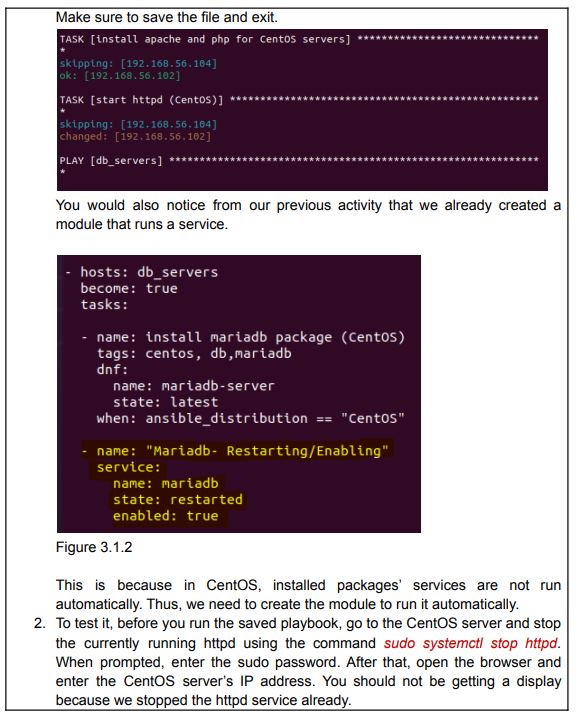 Make sure to save the file and exit.
TASK [install apache and php for CentOS servers] ******************************
*
skipping: [192.168.56.104]
ok: [192.168.56.102]
TASK [start httpd (CentOS)] ***************************************************
*
skipping: [192.168.56.104]
changed: [192.168.56.102]
PLAY [db_servers] *************************************************************
*
You would also notice from our previous activity that we already created a
module that runs a service.
- hosts: db_servers
become: true
tasks:
- name: install mariadb package (CentOS)
tags: centos, db,mariadb
dnf:
name: mariadb-server
state: latest
when: ansible_distribution == "CentOS"
- name: "Mariadb- Restarting/Enabling"
service:
name: mariadb
state: restarted
enabled: true
Figure 3.1.2
This is because in CentOS, installed packages’ services are not run
automatically. Thus, we need to create the module to run it automatically.
2. To test it, before you run the saved playbook, go to the CentOS server and stop
the currently running httpd using the command sudo systemctl stop httpd.
When prompted, enter the sudo password. After that, open the browser and
enter the CentOS server’s IP address. You should not be getting a display
because we stopped the httpd service already.